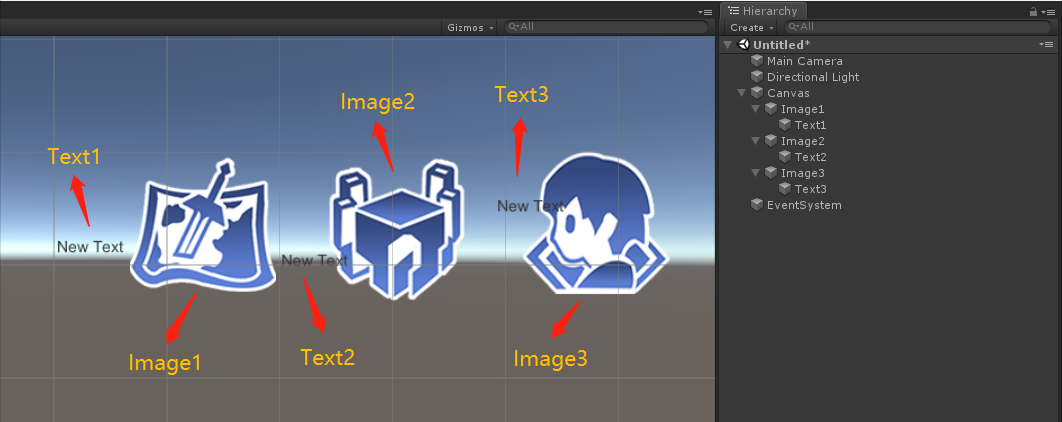 Hierarchy
Gizmos
All
Create
All
Untitled*
Main Camera
Directional Light
Canvas
Image1
Text1
Image2
Text2
Image3
Text3
EventSystem
Text3
Image2
Text1
New Text
New Text
New Text
Text2
Image3
Image1